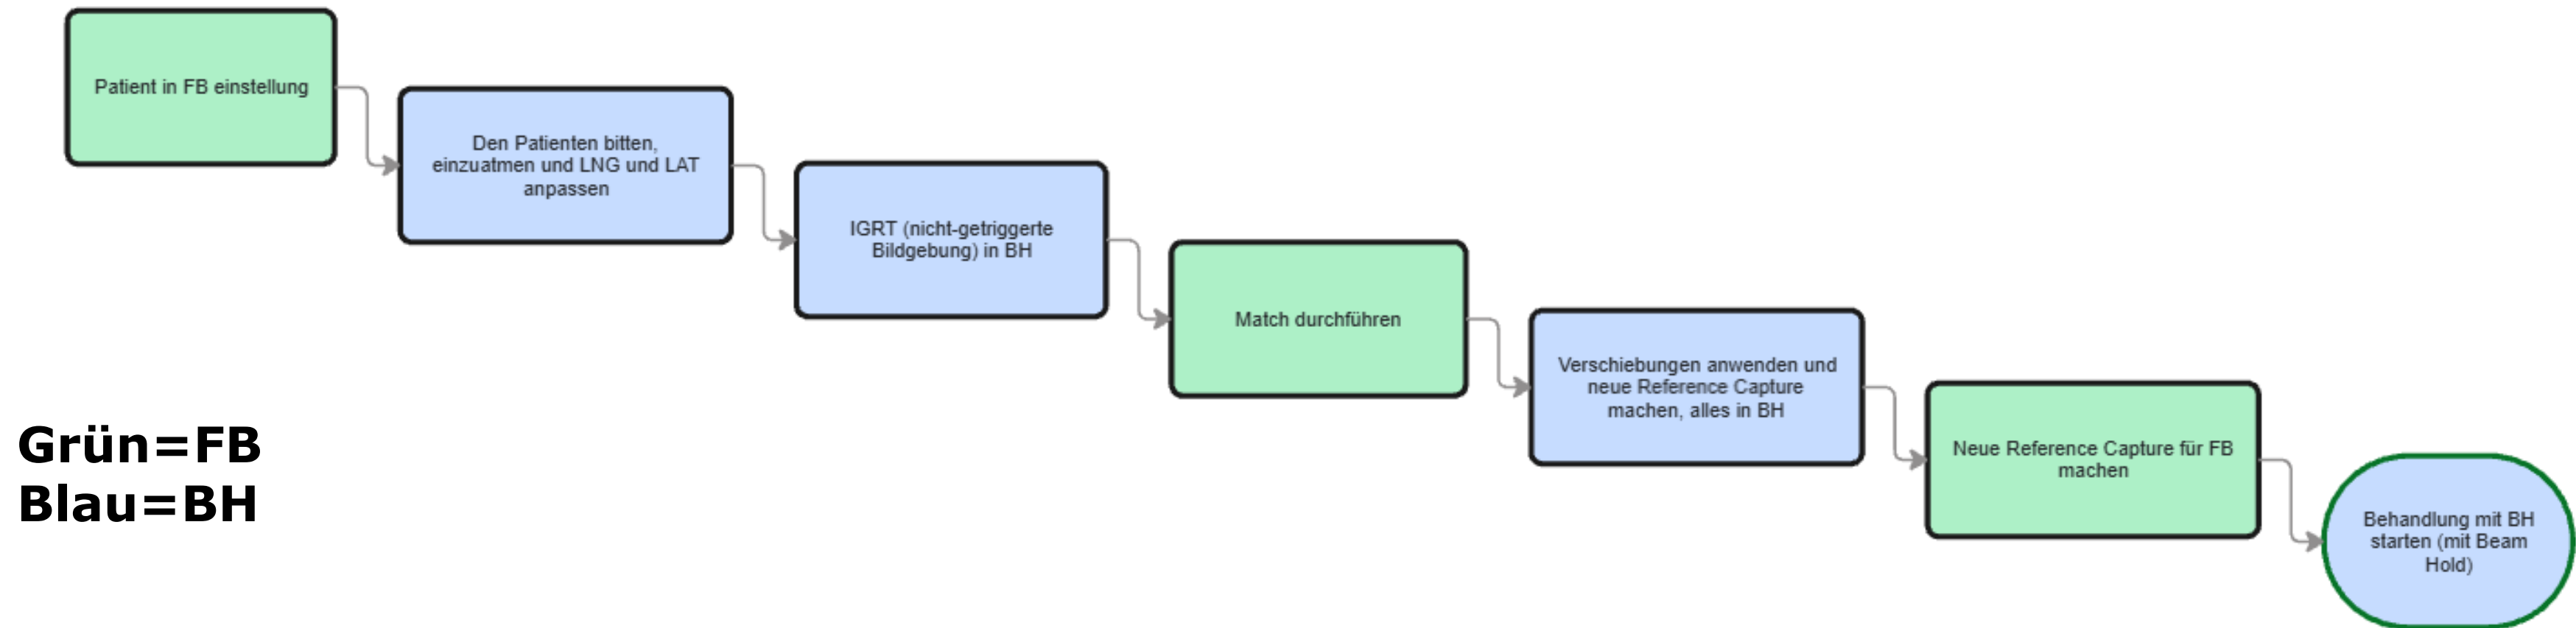 Patient in FB einstellung
Den Patienten bitten,
einzuatmen und LNG und LAT
anpassen
IGRT (nicht-getriggerte
Bildgebung) in BH
Match durchführen
Verschiebungen anwenden und
neue Reference Capture
machen, alles in BH
Neue Reference Capture für FB
machen
Behandlung mit BH
starten (mit Beam
Hold)
Grün=FB
Blau=BH